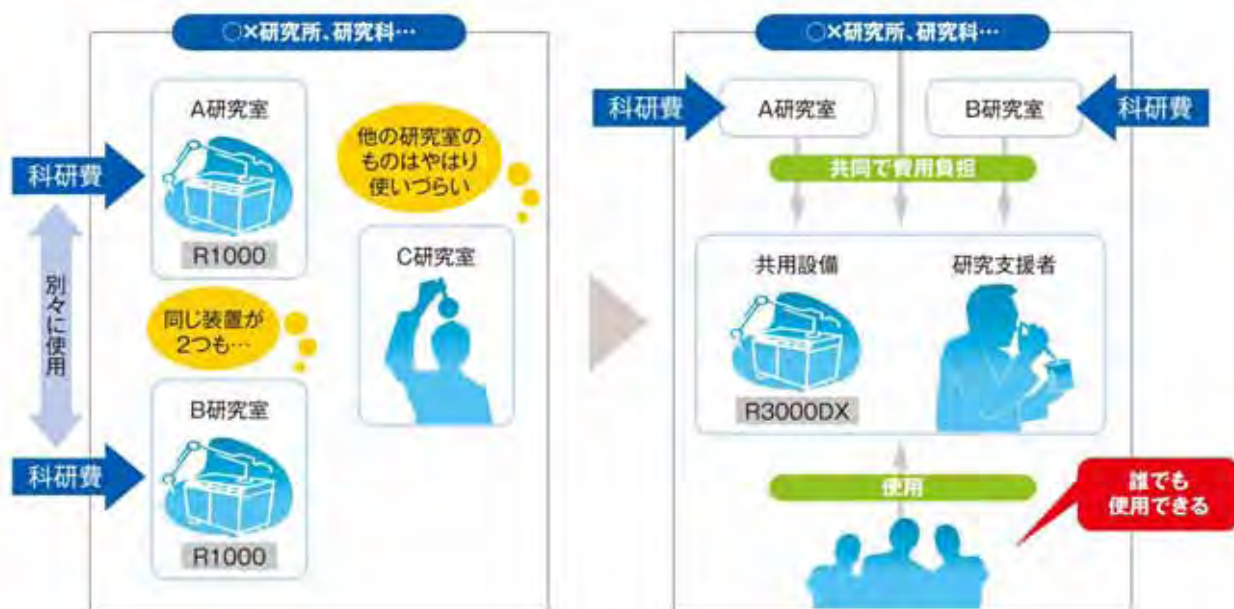 ○×研究所、研究科…
A研究室
科研費
R1000
他の研究室の
ものはやはり
使いづらい
C研究室
別々に使用
同じ装置が
2つも…
B研究室
科研費
R1000
○×研究所、研究科…
科研費
A研究室
B研究室
科研費
共同で費用負担
共用設備
研究支援者
R3000DX
使用
誰でも
使用できる